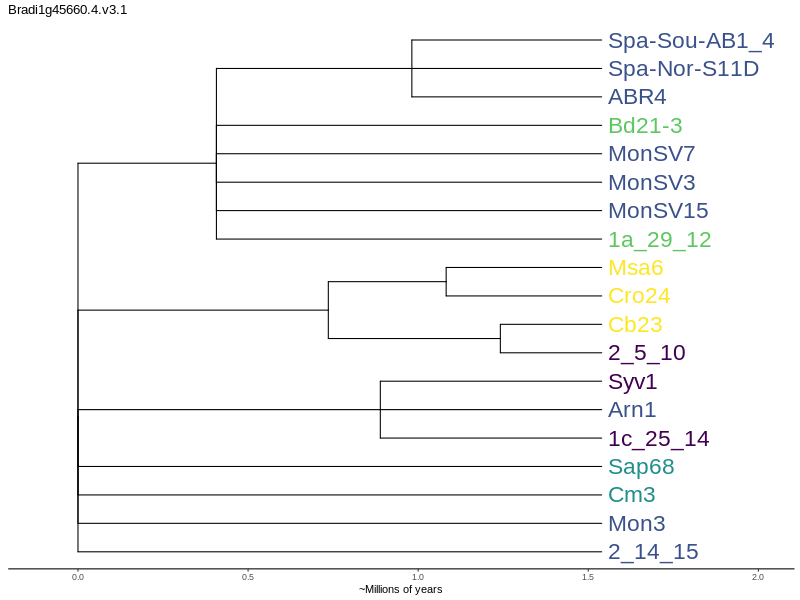 Bradi1g45660.4.v3.1
Spa-Sou-AB1_4
Spa-Nor-S11D
ABR4
Bd21-3
MonSV7
MonSV3
MonSV15
1a_29_12
Msa6
Cro24
Cb23
2_5_10
Syv1
Arn1
1c_25_14
Sap68
Cm3
Mon3
2_14_15
0.0 0.5 1.0 1.5 2.0
~Millions of years